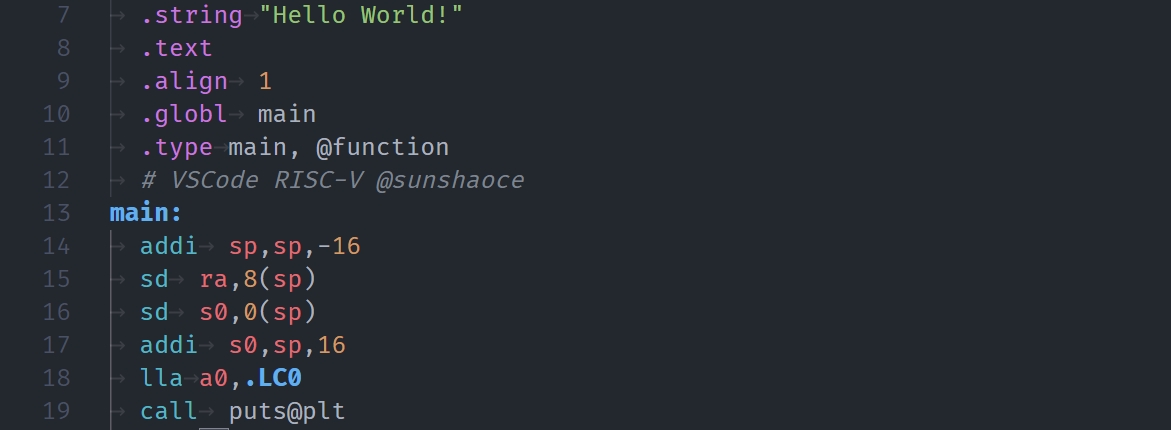 7 .string "Hello World!"
8 .text
9 .align 1
10 .globl main
11 .type main, @function
12 # VSCode RISC-V @sunshaoce
13 main:
14 addi sp,sp,-16
15 sd ra,8(sp)
16 sd s0,0(sp)
17 addi s0,sp,16
18 lla a0,.LC0
19 call puts@plt